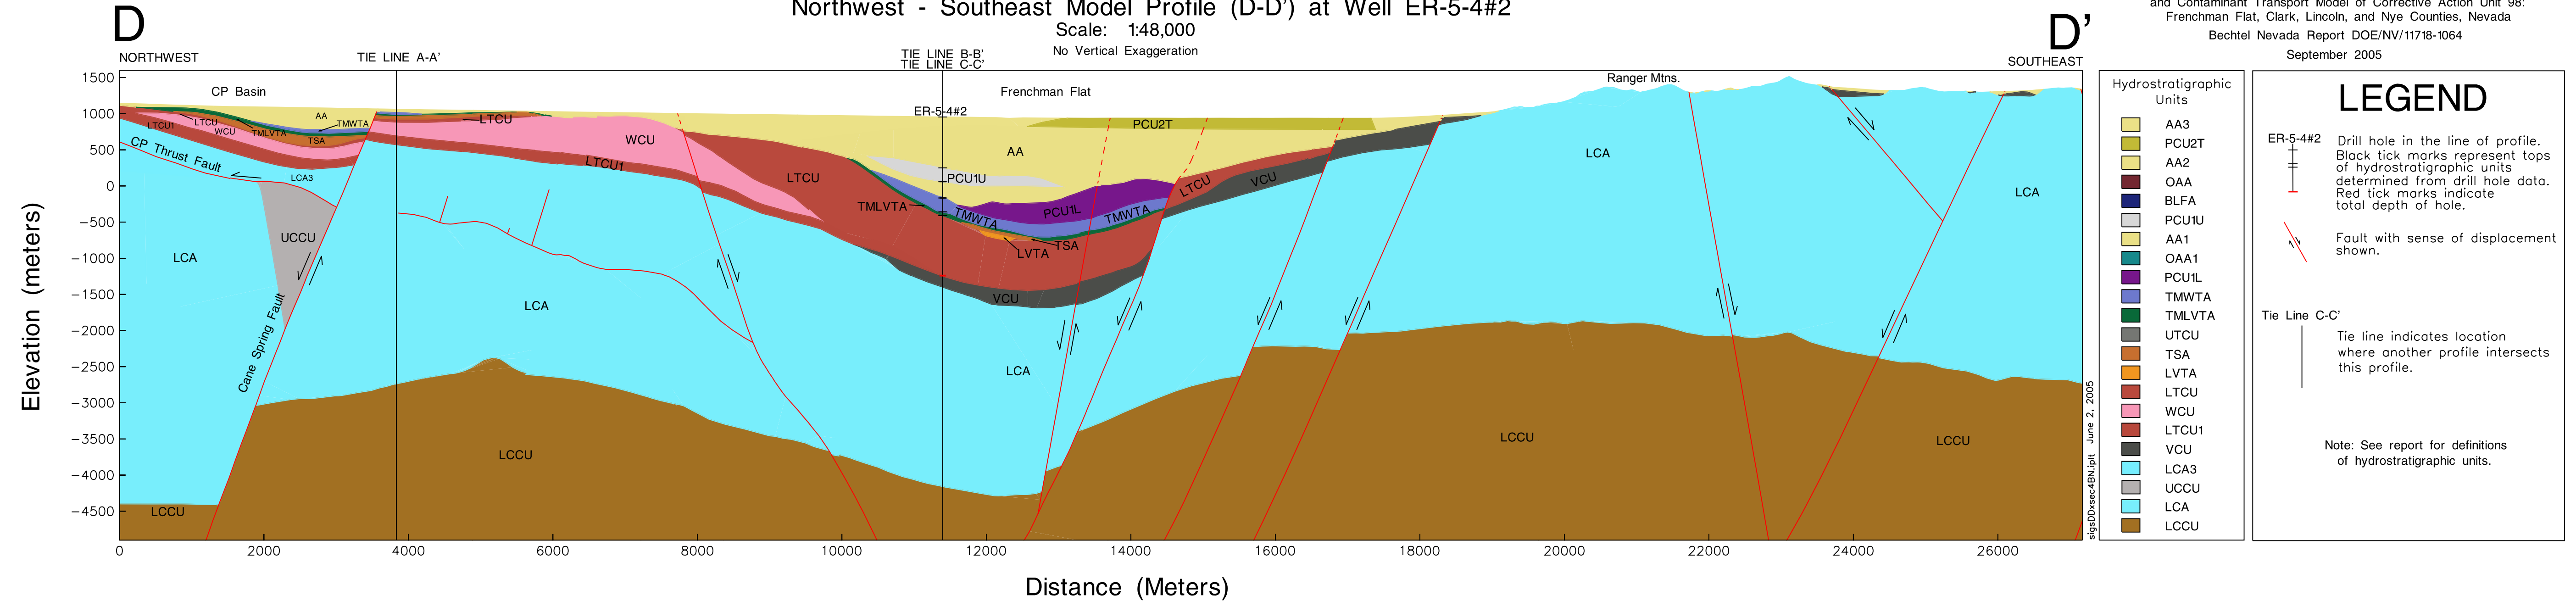 Northwest - Southeast Model Profile (D-D') at Well ER-5-4#2
Scale: 1:48,000
No Vertical Exaggeration
D
D'
NORTHWEST
SOUTHEAST
TIE LINE A-A'
TIE LINE B-B'
TIE LINE C-C'
and Contaminant Transport Model of Corrective Action Unit 98:
Frenchman Flat, Clark, Lincoln, and Nye Counties, Nevada
Bechtel Nevada Report DOE/NV/11718-1064
September 2005
CP Basin
Frenchman Flat
Ranger Mtns.
ER-5-4#2
Elevation (meters)
1500
1000
500
0
−500
−1000
−1500
−2000
−2500
−3000
−3500
−4000
−4500
LTCU1
LTCU
WCU
TMLVTA
AA
TMWTA
TSA
CP Thrust Fault
LCA3
UCCU
LCA
Cane Spring Fault
LCCU
LTCU
WCU
LTCU1
LCA
LCCU
LTCU
TMLVTA
AA
PCU2T
PCU1U
PCU1L
TMWTA
TMWTA
TSA
LVTA
VCU
LCA
LTCU
VCU
LCA
LCCU
LCA
LCCU
0
2000
4000
6000
8000
10000
12000
14000
16000
18000
20000
22000
24000
26000
Distance (Meters)
sigsDDxsec4BN.iplt June 2, 2005
Hydrostratigraphic
Units
AA3
PCU2T
AA2
OAA
BLFA
PCU1U
AA1
OAA1
PCU1L
TMWTA
TMLVTA
UTCU
TSA
LVTA
LTCU
WCU
LTCU1
VCU
LCA3
UCCU
LCA
LCCU
LEGEND
ER-5-4#2
Drill hole in the line of profile.
Black tick marks represent tops
of hydrostratigraphic units
determined from drill hole data.
Red tick marks indicate
total depth of hole.
Fault with sense of displacement
shown.
Tie Line C-C'
Tie line indicates location
where another profile intersects
this profile.
Note: See report for definitions
of hydrostratigraphic units.